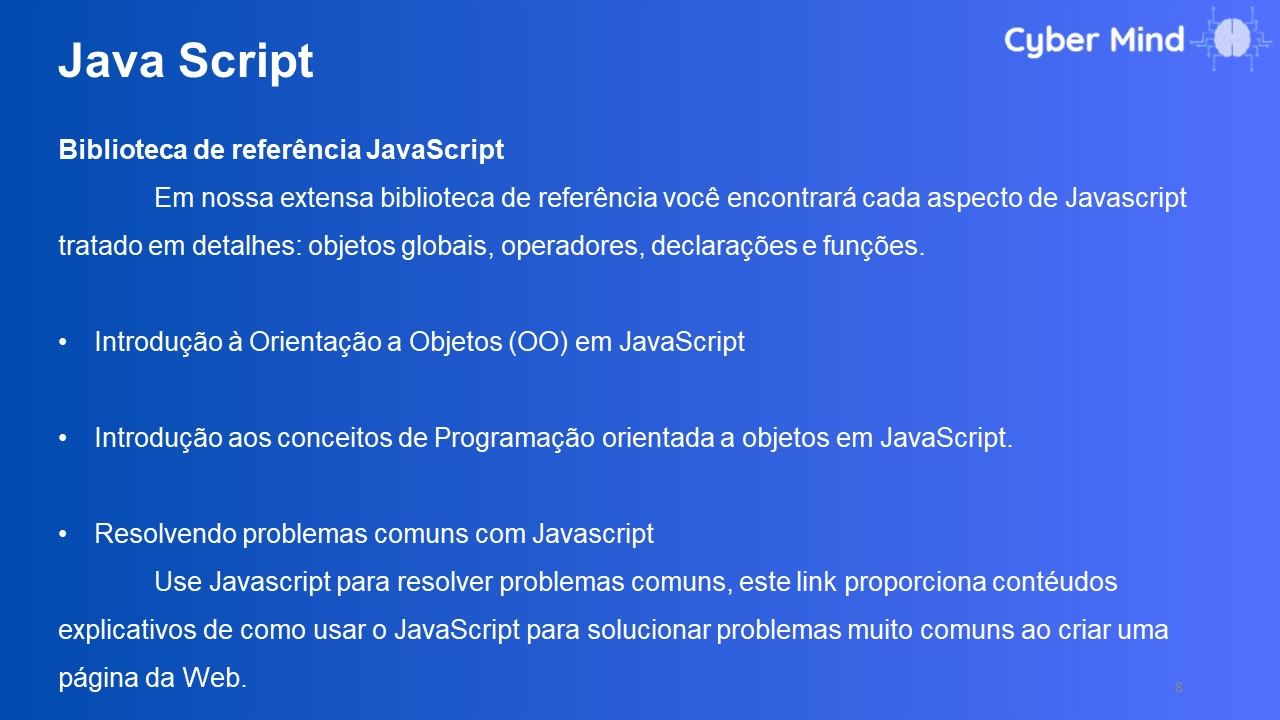 Java Script
Cyber Mind
Biblioteca de referência JavaScript
Em nossa extensa biblioteca de referência você encontrará cada aspecto de Javascript
tratado em detalhes: objetos globais, operadores, declarações e funções.
• Introdução à Orientação a Objetos (OO) em JavaScript
• Introdução aos conceitos de Programação orientada a objetos em JavaScript.
• Resolvendo problemas comuns com Javascript
Use Javascript para resolver problemas comuns, este link proporciona contéudos
explicativos de como usar o JavaScript para solucionar problemas muito comuns ao criar uma
página da Web.
8